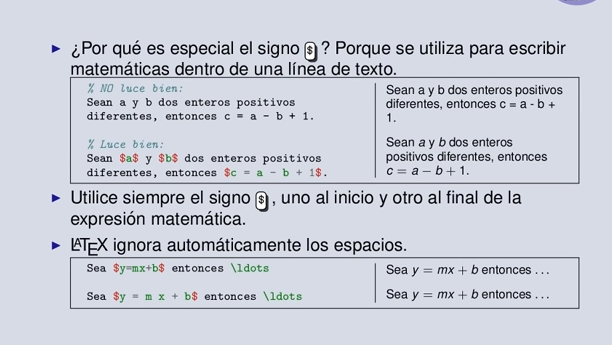 ¿Por qué es especial el signo $ ? Porque se utiliza para escribir
matemáticas dentro de una línea de texto.
% NO luce bien:
Sean a y b dos enteros positivos
diferentes, entonces c = a - b + 1.
% Luce bien:
Sean $a$ y $b$ dos enteros positivos
diferentes, entonces $c = a - b + 1$.
Sean a y b dos enteros positivos
diferentes, entonces c = a - b +
1.
Sean a y b dos enteros
positivos diferentes, entonces
c = a − b + 1.
Utilice siempre el signo $ , uno al inicio y otro al final de la
expresión matemática.
LATEX ignora automáticamente los espacios.
Sea $y=mx+b$ entonces \ldots
Sea $y = m x + b$ entonces \ldots
Sea y = mx + b entonces ...
Sea y = mx + b entonces ...